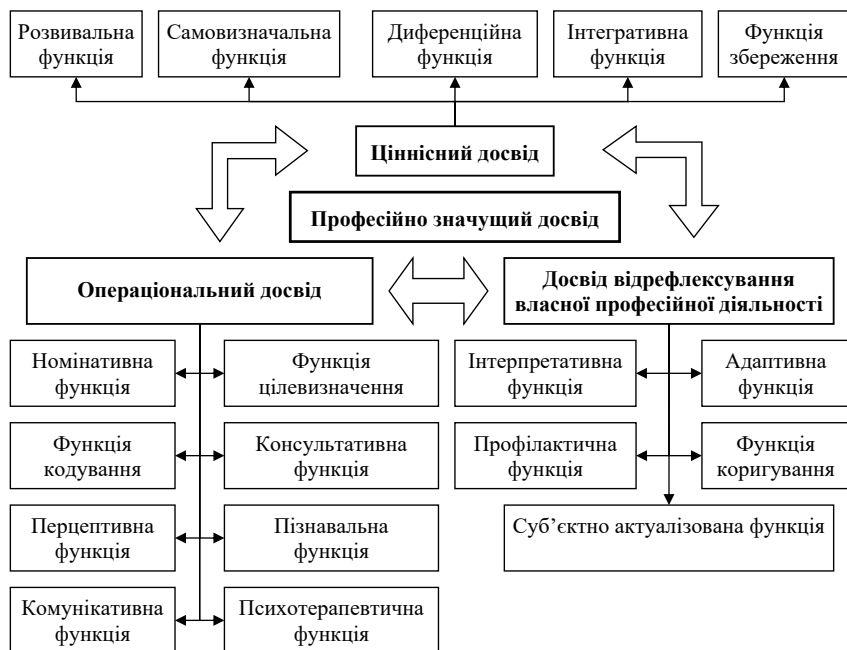 Розвивальна
функція
Самовизначальна
функція
Диференційна
функція
Інтегративна
функція
Функція
збереження
Ціннісний досвід
Професійно значущий досвід
Операціональний досвід
Досвід відрефлексування
власної професійної діяльності
Номінативна
функція
Функція
цілевизначення
Інтерпретативна
функція
Адаптивна
функція
Функція
кодування
Консультативна
функція
Профілактична
функція
Функція
коригування
Перцептивна
функція
Пізнавальна
функція
Суб’єктно актуалізована функція
Комунікативна
функція
Психотерапевтична
функція